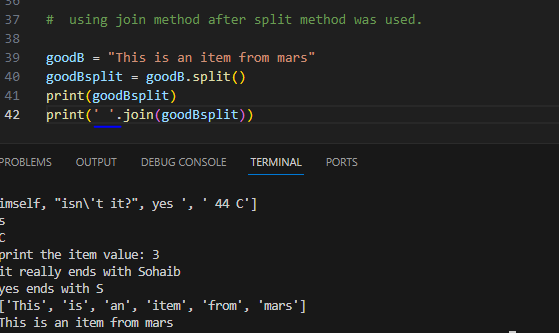 36
37 #  using join method after split method was used.
38
39 goodB = "This is an item from mars"
40 goodBsplit = goodB.split()
41 print(goodBsplit)
42 print(' '.join(goodBsplit))
PROBLEMS OUTPUT DEBUG CONSOLE TERMINAL PORTS
imself, "isn\'t it?", yes ', ' 44 C']
s
C
print the item value: 3
it really ends with Sohaib
yes ends with S
['This', 'is', 'an', 'item', 'from', 'mars']
This is an item from mars